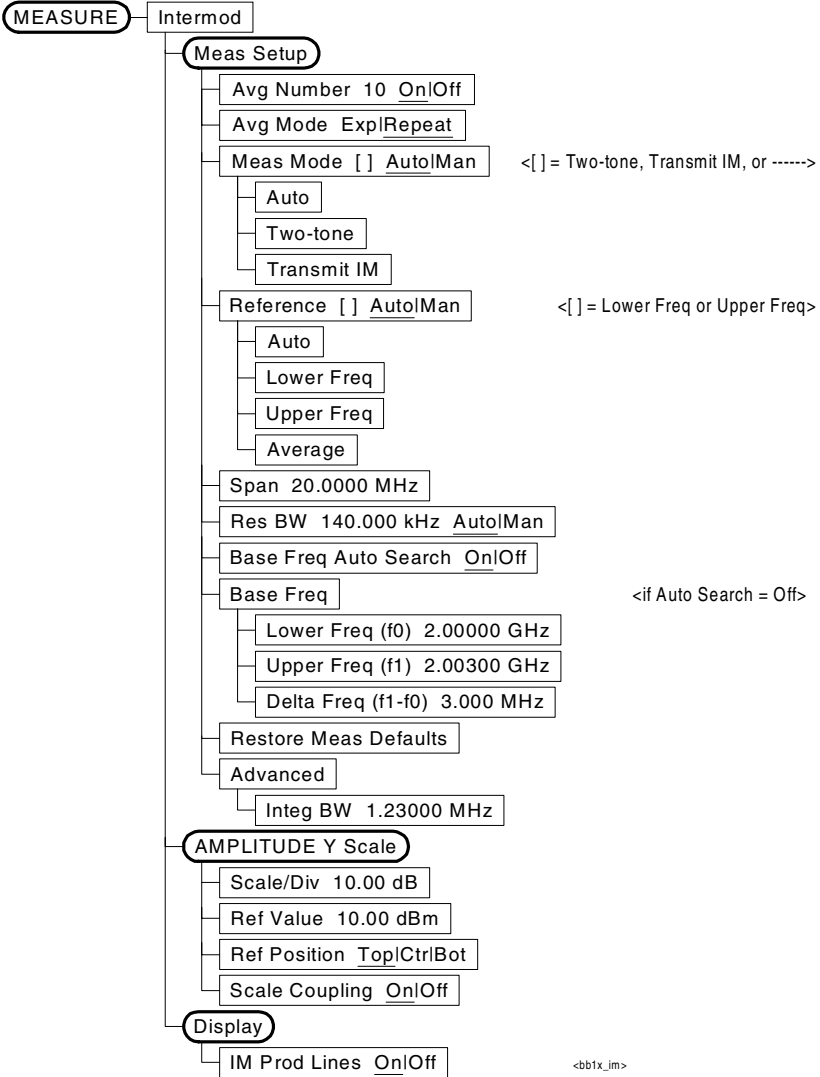 MEASURE Intermod
Meas Setup
Avg Number 10 On|Off
Avg Mode Exp|Repeat
Meas Mode [ ] Auto|Man <[ ] = Two-tone, Transmit IM, or ------>
Auto
Two-tone
Transmit IM
Reference [ ] Auto|Man <[ ] = Lower Freq or Upper Freq>
Auto
Lower Freq
Upper Freq
Average
Span 20.0000 MHz
Res BW 140.000 kHz Auto|Man
Base Freq Auto Search On|Off
Base Freq <if Auto Search = Off>
Lower Freq (f0) 2.00000 GHz
Upper Freq (f1) 2.00300 GHz
Delta Freq (f1-f0) 3.000 MHz
Restore Meas Defaults
Advanced
Integ BW 1.23000 MHz
AMPLITUDE Y Scale
Scale/Div 10.00 dB
Ref Value 10.00 dBm
Ref Position Top|Ctr|Bot
Scale Coupling On|Off
Display
IM Prod Lines On|Off <bb1x_im>